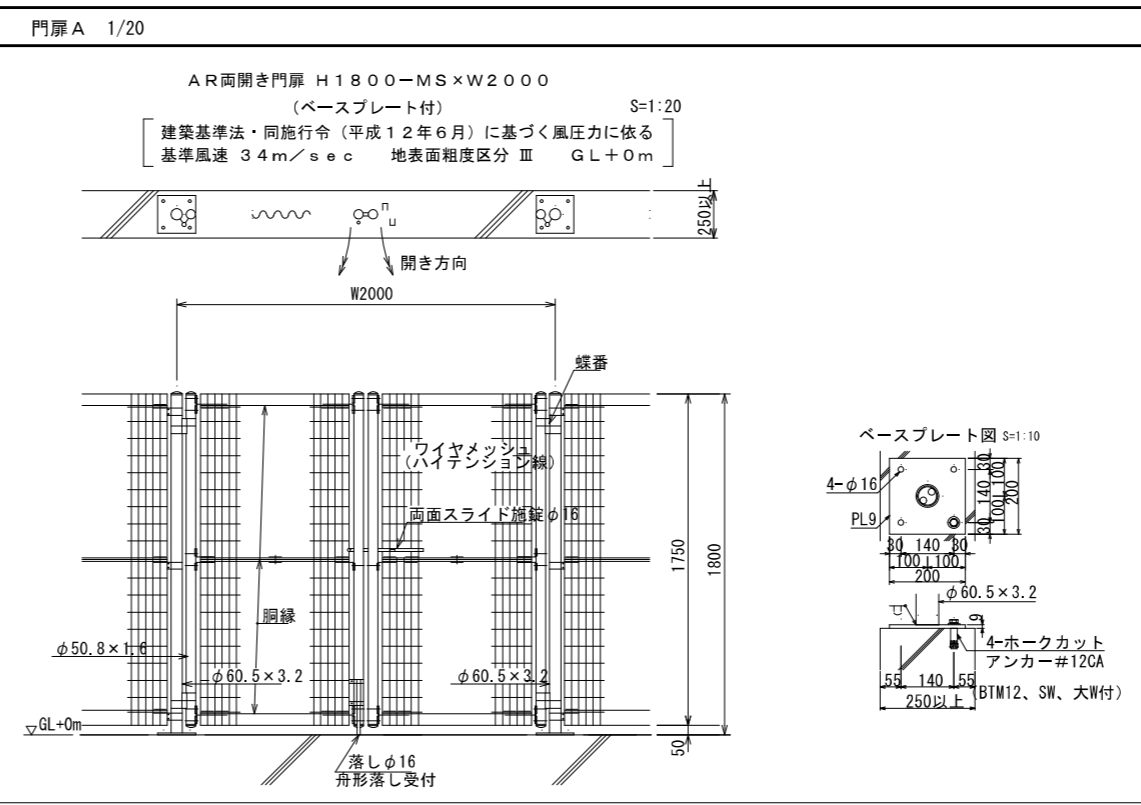 門扉A 1/20
AR両開き門扉 H1800-MS×W2000
(ベースプレート付) S=1:20
建築基準法・同施行令(平成12年6月)に基づく風圧力に依る
基準風速 34m/sec 地表面粗度区分 Ⅲ GL+0m
250以上
開き方向
W2000
蝶番
ワイヤメッシュ
(ハイテンション線)
両面スライド施錠φ16
胴縁
φ50.8×1.6
φ60.5×3.2
φ60.5×3.2
1750
1800
▽GL+0m
50
落しφ16
舟形落し受付
ベースプレート図 S=1:10
4-φ16
PL9
30
140
30
100
100
200
30 140 30
100 100
200
φ60.5×3.2
9
4-ホークカット
アンカー#12CA
(BTM12、SW、大W付)
55 140 55
250以上